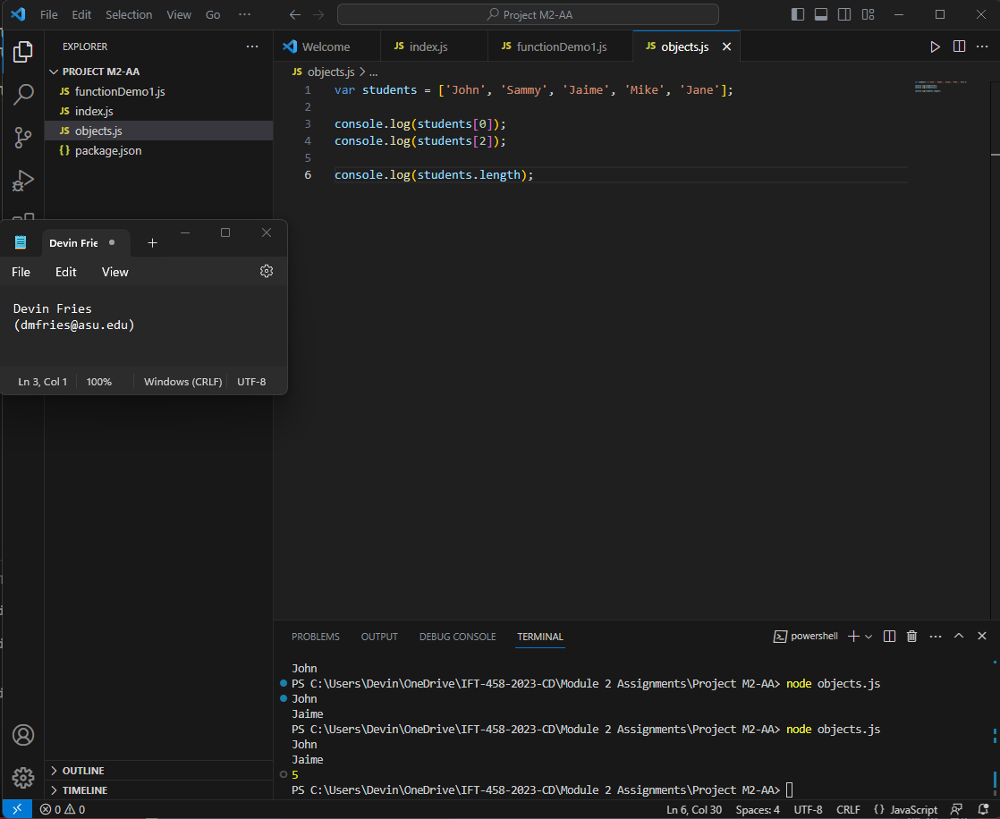 File Edit Selection View Go ··· Project M2-AA
EXPLORER ···
PROJECT M2-AA
JS functionDemo1.js
JS index.js
JS objects.js
{} package.json
Welcome JS index.js JS functionDemo1.js JS objects.js
JS objects.js > ...
1 var students = ['John', 'Sammy', 'Jaime', 'Mike', 'Jane'];
2
3 console.log(students[0]);
4 console.log(students[2]);
5
6 console.log(students.length);
Devin Frie
File Edit View
Devin Fries
(dmfries@asu.edu)
Ln 3, Col 1 100% Windows (CRLF) UTF-8
PROBLEMS OUTPUT DEBUG CONSOLE TERMINAL powershell
John
PS C:\Users\Devin\OneDrive\IFT-458-2023-CD\Module 2 Assignments\Project M2-AA> node objects.js
John
Jaime
PS C:\Users\Devin\OneDrive\IFT-458-2023-CD\Module 2 Assignments\Project M2-AA> node objects.js
John
Jaime
5
PS C:\Users\Devin\OneDrive\IFT-458-2023-CD\Module 2 Assignments\Project M2-AA>
OUTLINE
TIMELINE
0 0 Ln 6, Col 30 Spaces: 4 UTF-8 CRLF {} JavaScript